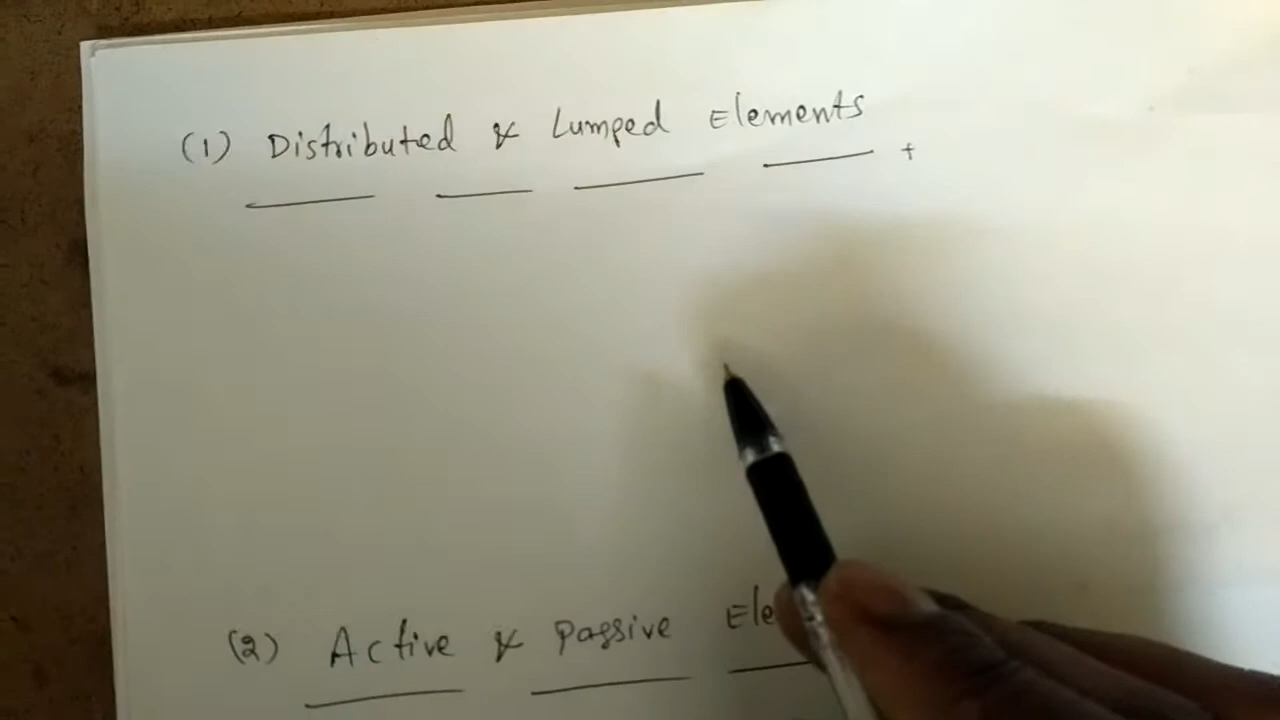 (1) Distributed & Lumped Elements
(2) Active & Passive